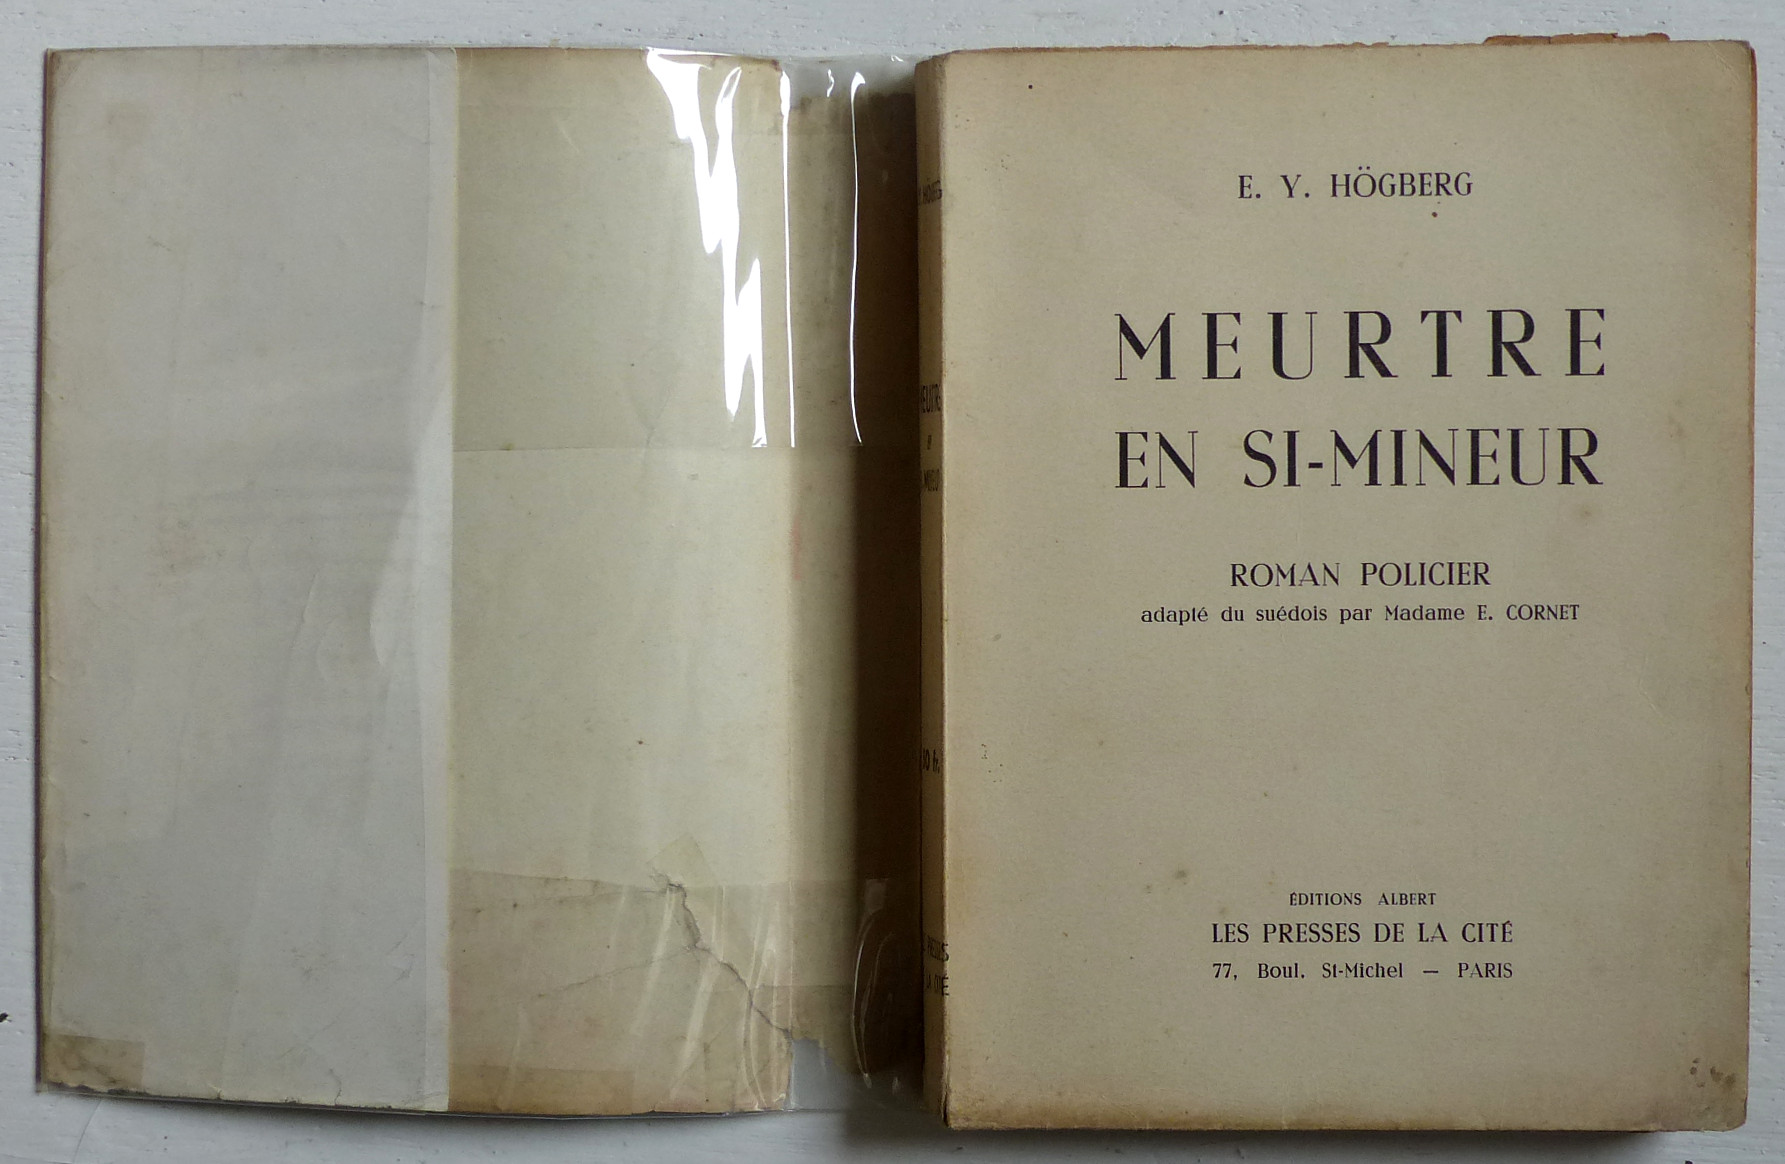 E. Y. HÖGBERG
MEURTRE
EN SI-MINEUR
ROMAN POLICIER
adapté du suédois par Madame E. CORNET
ÉDITIONS ALBERT
LES PRESSES DE LA CITÉ
77, Boul. St-Michel — PARIS